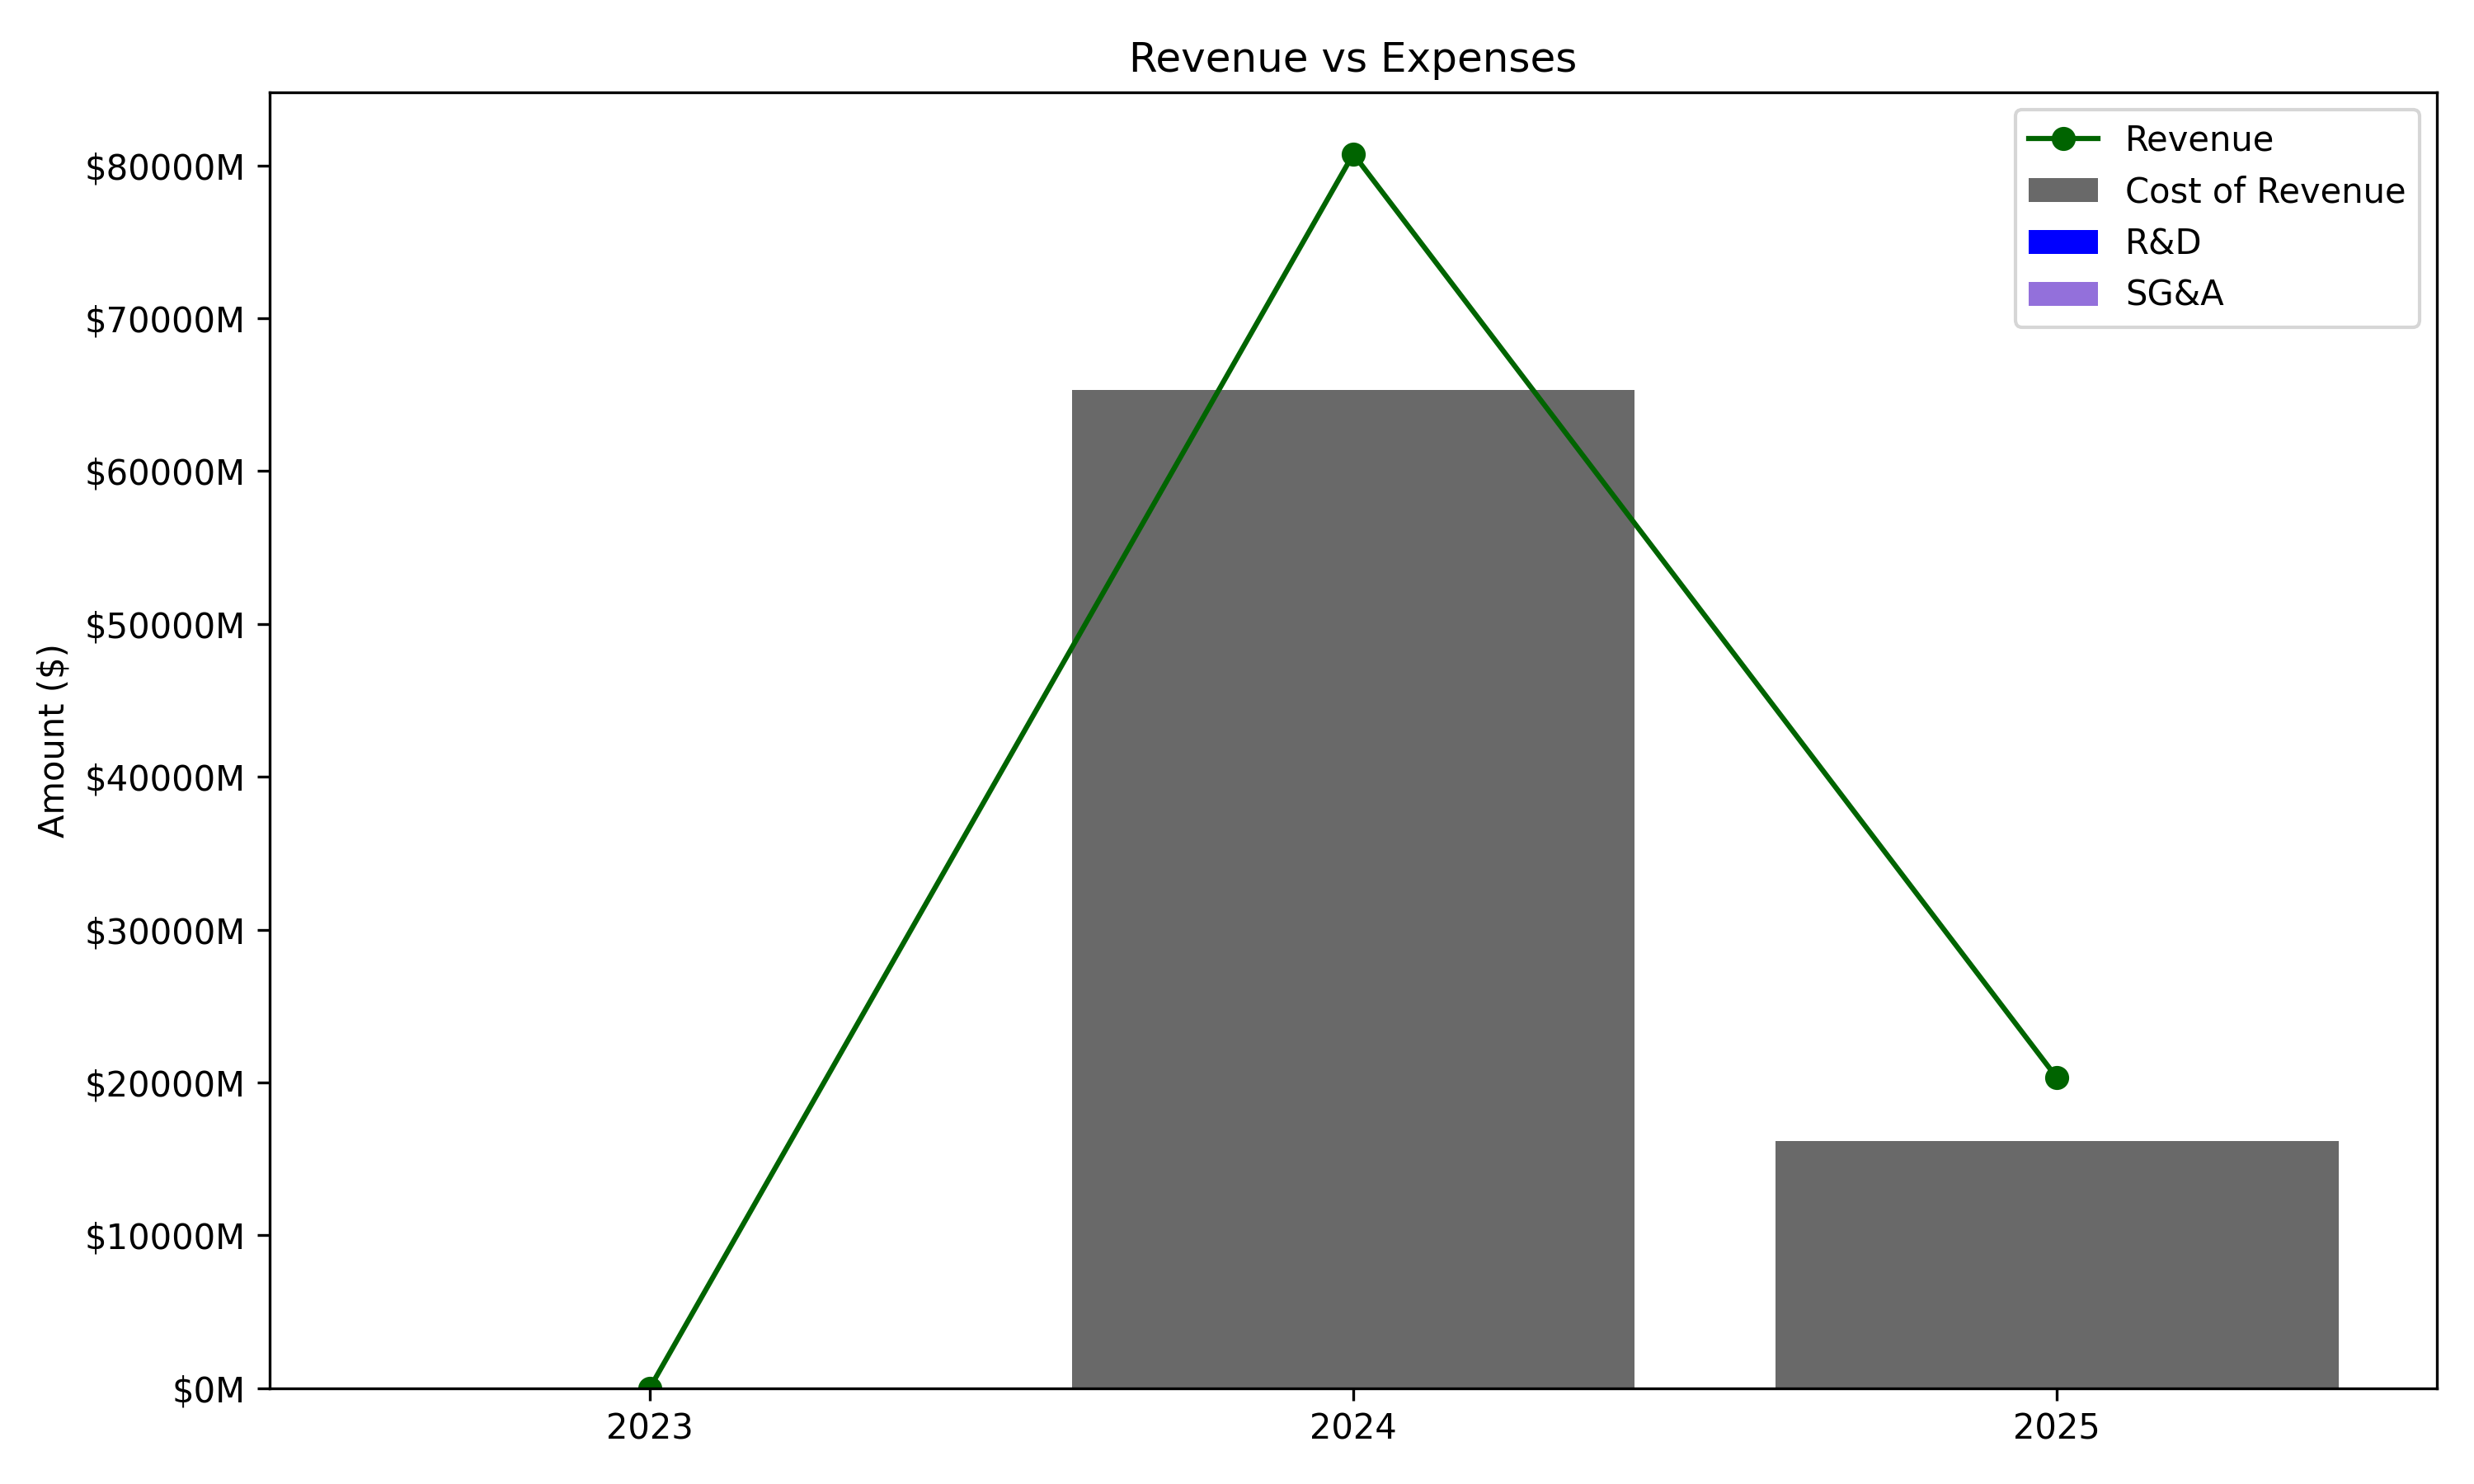 Revenue vs Expenses
Revenue
Cost of Revenue
R&D
SG&A
Amount ($)
$80000M
$70000M
$60000M
$50000M
$40000M
$30000M
$20000M
$10000M
$0M
2023
2024
2025